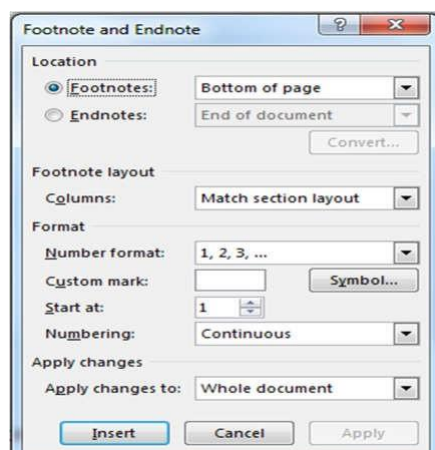 Footnote and Endnote
Location
Footnotes: Bottom of page
Endnotes: End of document
Convert...
Footnote layout
Columns: Match section layout
Format
Number format: 1, 2, 3, ...
Custom mark: Symbol...
Start at: 1
Numbering: Continuous
Apply changes
Apply changes to: Whole document
Insert Cancel Apply